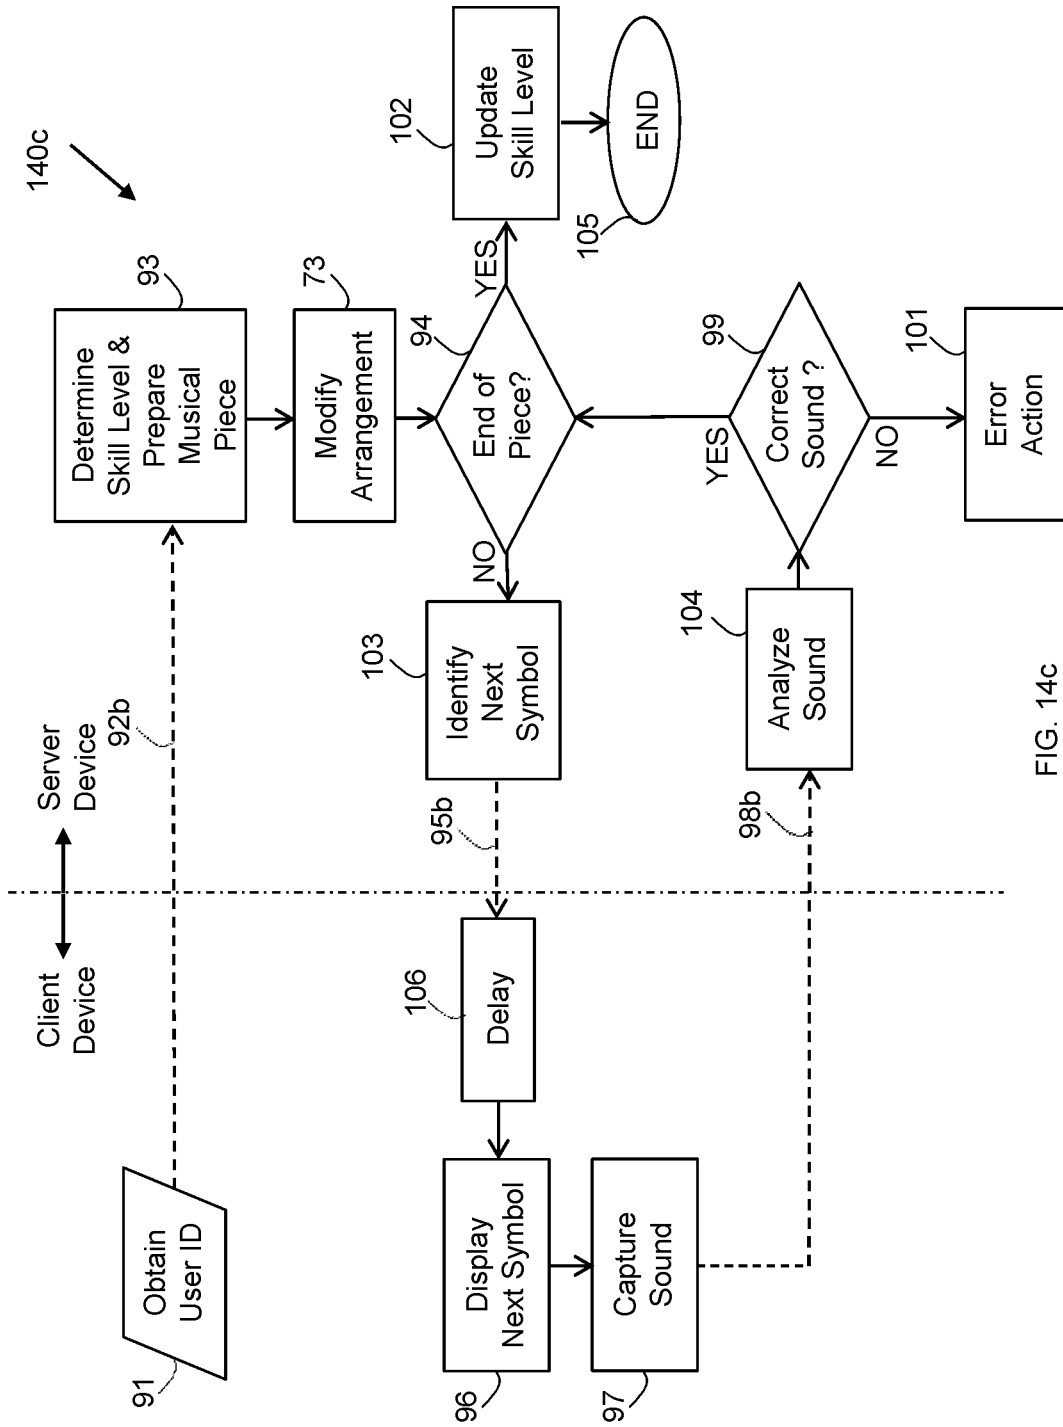 140c
Client
Device
Server
Device
91
Obtain
User ID
92b
93
Determine
Skill Level &
Prepare
Musical
Piece
73
Modify
Arrangement
94
End of
Piece?
YES
NO
102
Update
Skill Level
105
END
103
Identify
Next
Symbol
95b
106
Delay
96
Display
Next Symbol
97
Capture
Sound
98b
104
Analyze
Sound
99
Correct
Sound ?
YES
NO
101
Error
Action
FIG. 14c